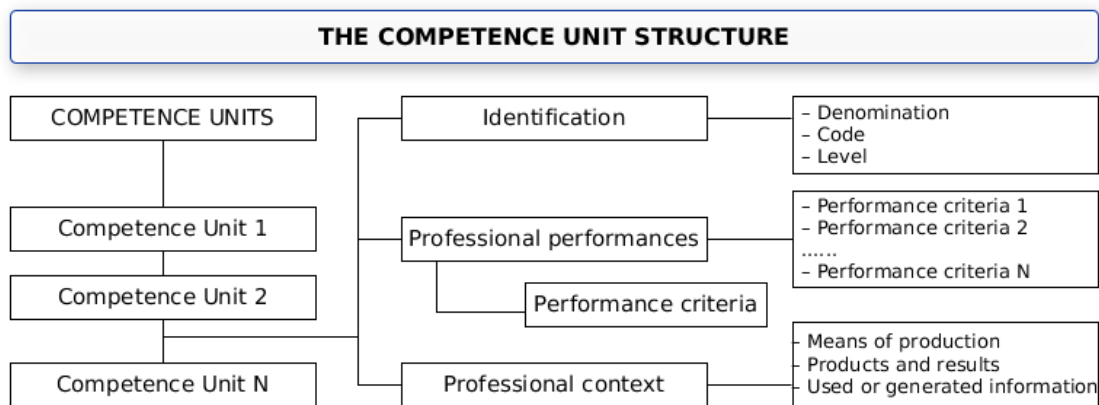 THE COMPETENCE UNIT STRUCTURE
COMPETENCE UNITS
Competence Unit 1
Competence Unit 2
Competence Unit N
Identification
Professional performances
Performance criteria
Professional context
– Denomination
– Code
– Level
– Performance criteria 1
– Performance criteria 2
......
– Performance criteria N
- Means of production
- Products and results
– Used or generated information